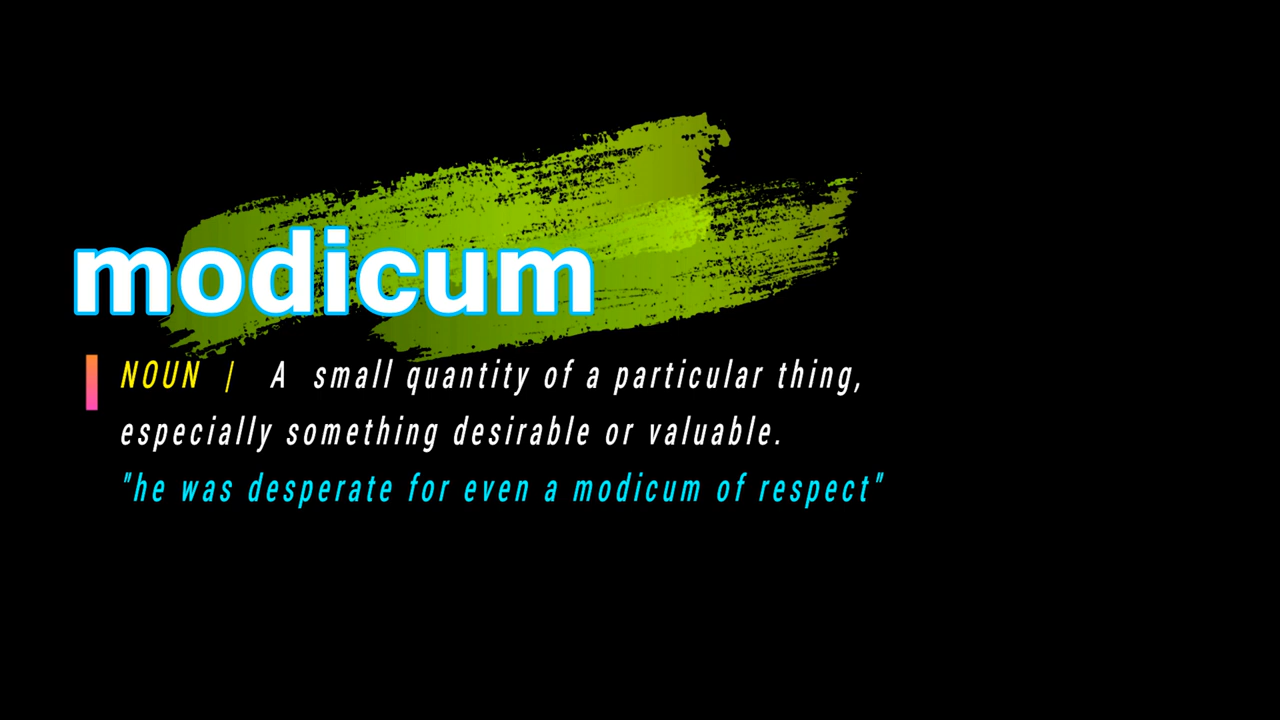 modicum
NOUN | A small quantity of a particular thing,
especially something desirable or valuable.
"he was desperate for even a modicum of respect"